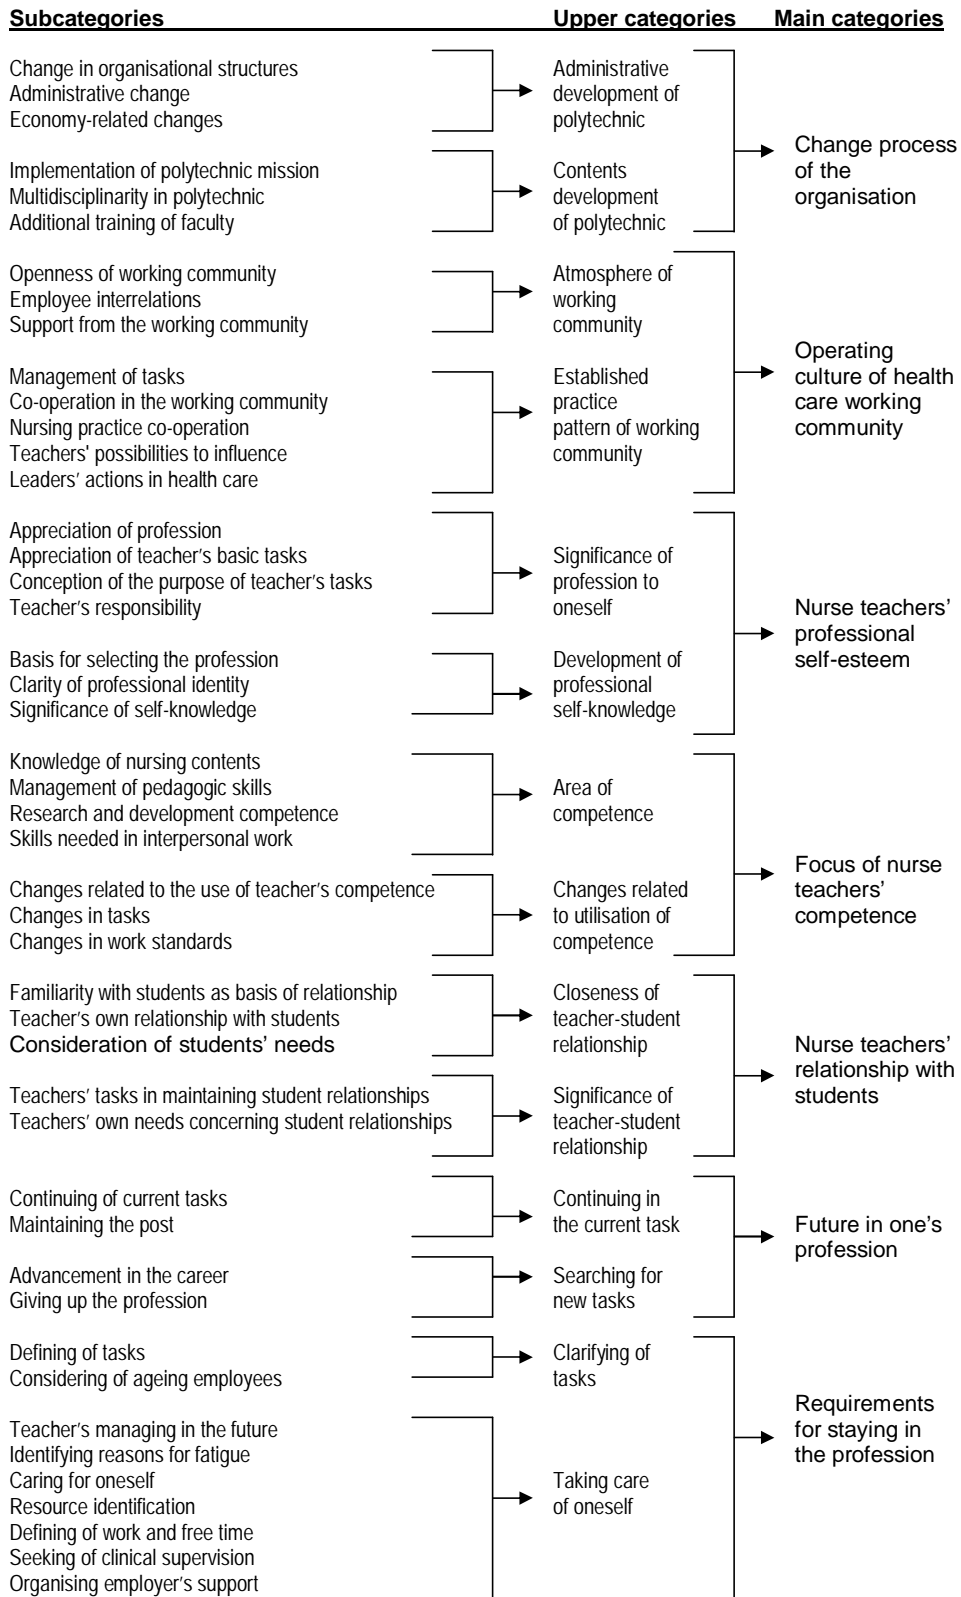 Subcategories Upper categories Main categories
Change in organisational structures
Administrative change
Economy-related changes
Administrative
development of
polytechnic
Implementation of polytechnic mission
Multidisciplinarity in polytechnic
Additional training of faculty
Contents
development
of polytechnic
Change process
of the
organisation
Openness of working community
Employee interrelations
Support from the working community
Atmosphere of
working
community
Management of tasks
Co-operation in the working community
Nursing practice co-operation
Teachers' possibilities to influence
Leaders’ actions in health care
Established
practice
pattern of working
community
Operating
culture of health
care working
community
Appreciation of profession
Appreciation of teacher’s basic tasks
Conception of the purpose of teacher’s tasks
Teacher’s responsibility
Significance of
profession to
oneself
Basis for selecting the profession
Clarity of professional identity
Significance of self-knowledge
Development of
professional
self-knowledge
Nurse teachers’
professional
self-esteem
Knowledge of nursing contents
Management of pedagogic skills
Research and development competence
Skills needed in interpersonal work
Area of
competence
Changes related to the use of teacher’s competence
Changes in tasks
Changes in work standards
Changes related
to utilisation of
competence
Focus of nurse
teachers’
competence
Familiarity with students as basis of relationship
Teacher’s own relationship with students
Consideration of students’ needs
Closeness of
teacher-student
relationship
Teachers’ tasks in maintaining student relationships
Teachers’ own needs concerning student relationships
Significance of
teacher-student
relationship
Nurse teachers’
relationship with
students
Continuing of current tasks
Maintaining the post
Continuing in
the current task
Advancement in the career
Giving up the profession
Searching for
new tasks
Future in one’s
profession
Defining of tasks
Considering of ageing employees
Clarifying of
tasks
Teacher’s managing in the future
Identifying reasons for fatigue
Caring for oneself
Resource identification
Defining of work and free time
Seeking of clinical supervision
Organising employer’s support
Taking care
of oneself
Requirements
for staying in
the profession